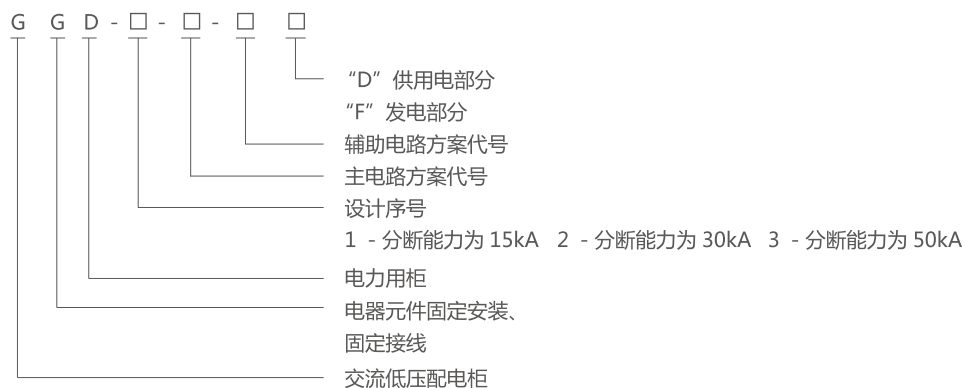 G G D - □ - □ - □ □
“D”供用电部分
“F”发电部分
辅助电路方案代号
主电路方案代号
设计序号
1 - 分断能力为 15kA 2 - 分断能力为 30kA 3 - 分断能力为 50kA
电力用柜
电器元件固定安装、
固定接线
交流低压配电柜